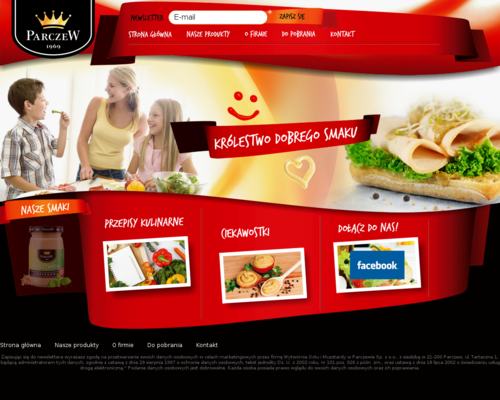 PARCZEW
1969
NEWSLETTER
E-mail
ZAPISZ SIĘ
STRONA GŁÓWNA NASZE PRODUKTY O FIRMIE DO POBRANIA KONTAKT
KRÓLESTWO DOBREGO SMAKU
NASZE SMAKI
PRZEPISY KULINARNE
CIEKAWOSTKI
DOŁĄCZ DO NAS!
facebook
Strona główna Nasze produkty O firmie Do pobrania Kontakt
Zapisując się do newslettera wyrażasz zgodę na przetwarzanie swoich danych osobowych w celach marketingowych przez firmę Wytwórnia Octu i Musztardy w Parczewie Sp. z o.o., z siedzibą w 21-200 Parczew, ul. Tartaczna 1,
będącą administratorem tych danych, zgodnie z ustawą z dnia 29 sierpnia 1997 o ochronie danych osobowych, tekst jednolity Dz. U. z 2002 roku, nr 101 poz. 926 z późn. zm., oraz ustawą z dnia 18 lipca 2002 o świadczeniu usług
drogą elektroniczną." Podanie danych osobowych jest dobrowolne. Każda osoba posiada prawo wglądu do swoich danych osobowych oraz ich poprawiania.